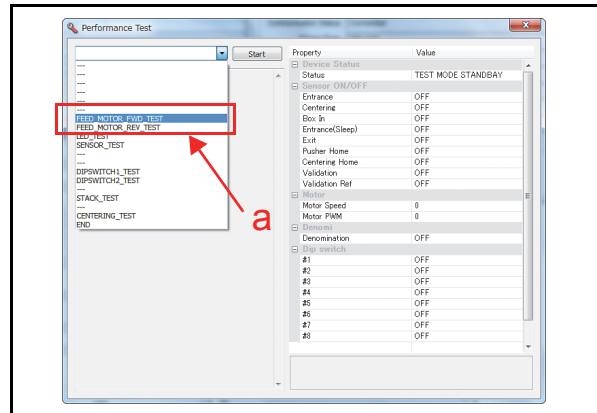 Performance Test
Start
---
---
---
---
---
---
FEED_MOTOR_FWD_TEST
FEED_MOTOR_REV_TEST
LED_TEST
SENSOR_TEST
---
---
DIPSWITCH1_TEST
DIPSWITCH2_TEST
---
STACK_TEST
---
CENTERING_TEST
END
a
Property Value
Device Status
Status TEST MODE STANDBAY
Sensor ON/OFF
Entrance OFF
Centering OFF
Box In OFF
Entrance(Sleep) OFF
Exit OFF
Pusher Home OFF
Centering Home OFF
Validation OFF
Validation Ref OFF
Motor
Motor Speed 0
Motor PWM 0
Denomi
Denomination OFF
Dip switch
#1 OFF
#2 OFF
#3 OFF
#4 OFF
#5 OFF
#6 OFF
#7 OFF
#8 OFF